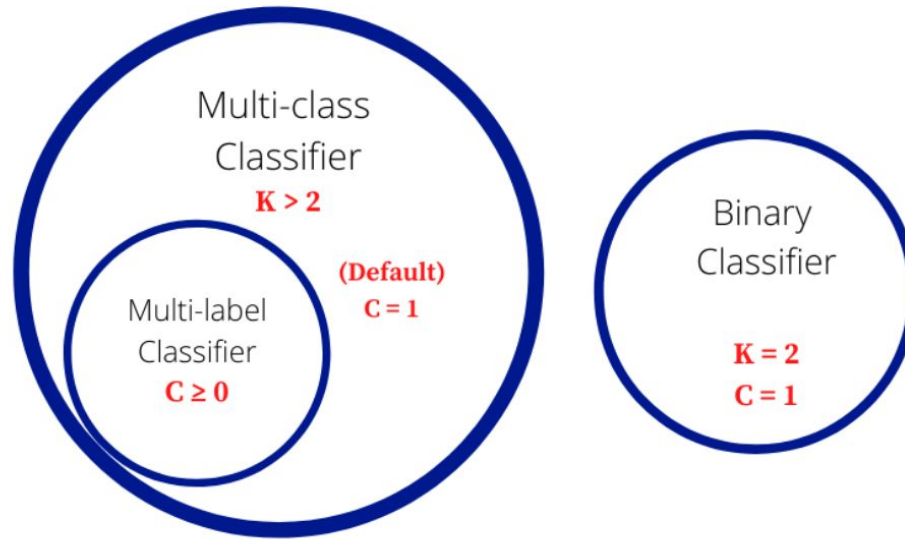 Multi-class
Classifier
K > 2
(Default)
C = 1
Multi-label
Classifier
C ≥ 0
Binary
Classifier
K = 2
C = 1